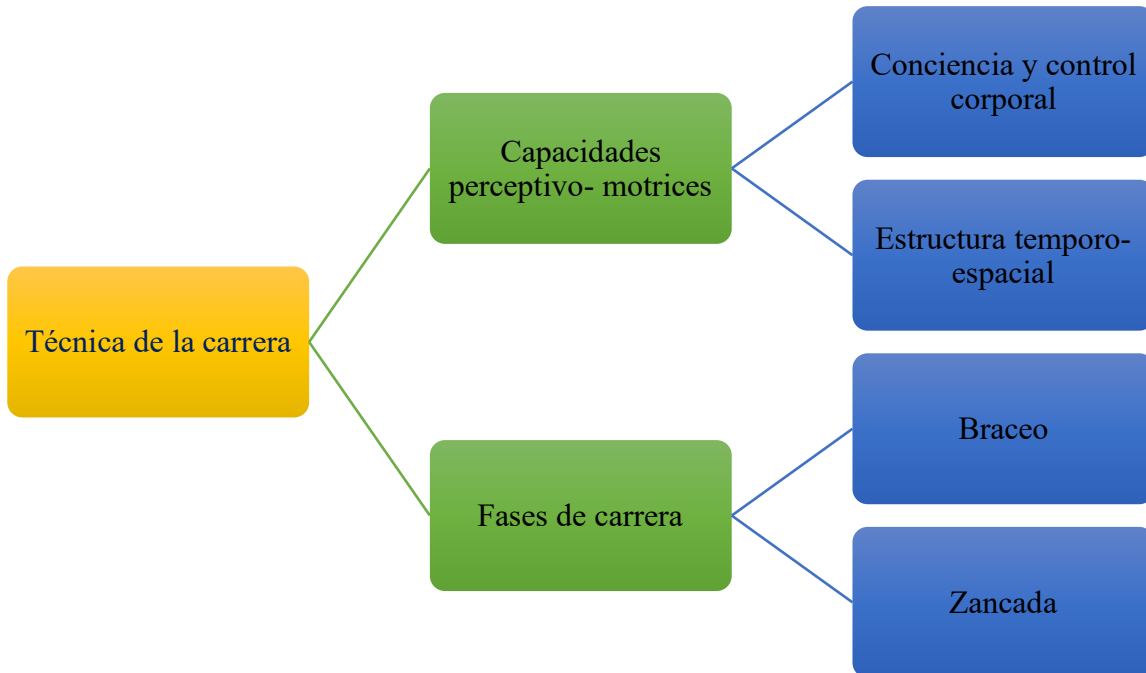 Técnica de la carrera
Capacidades
perceptivo- motrices
Conciencia y control
corporal
Estructura temporo-
espacial
Fases de carrera
Braceo
Zancada